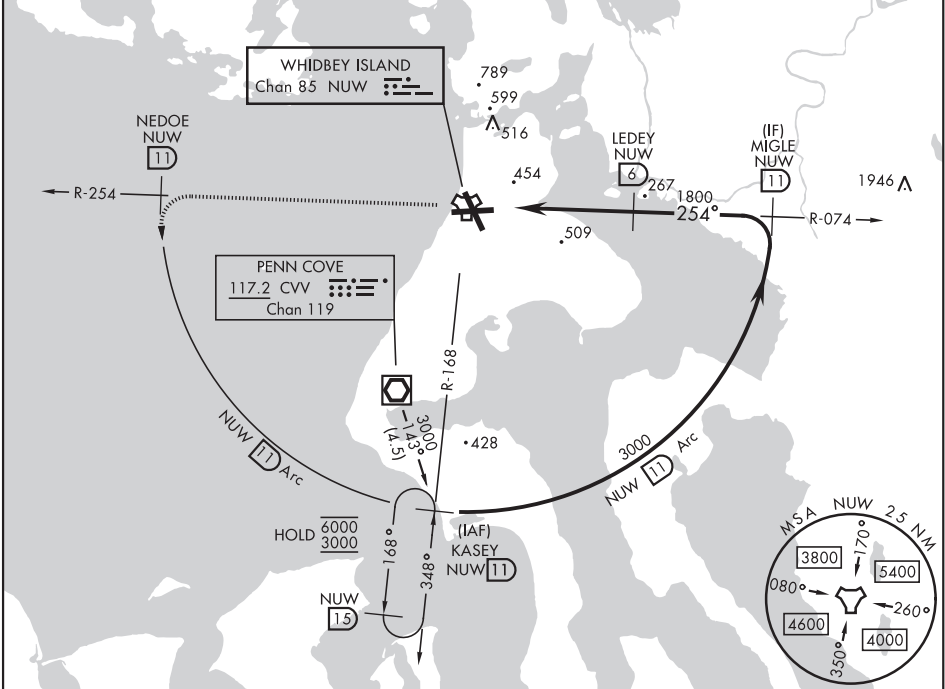 WHIDBEY ISLAND
Chan 85 NUW
789
599
516
NEDOE
NUW
11
LEDEY
NUW
6
(IF)
MIGLE
NUW
11
454
267
1800
1946
R-254
254°
R-074
509
PENN COVE
117.2 CVV
Chan 119
R-168
3000
143°
(4.5)
428
NUW 11 Arc
3000
NUW 11 Arc
HOLD 6000
3000
168°
348°
(IAF)
KASEY
NUW 11
NUW
15
MSA NUW 25 NM
170°
3800
5400
080°
260°
4600
4000
350°